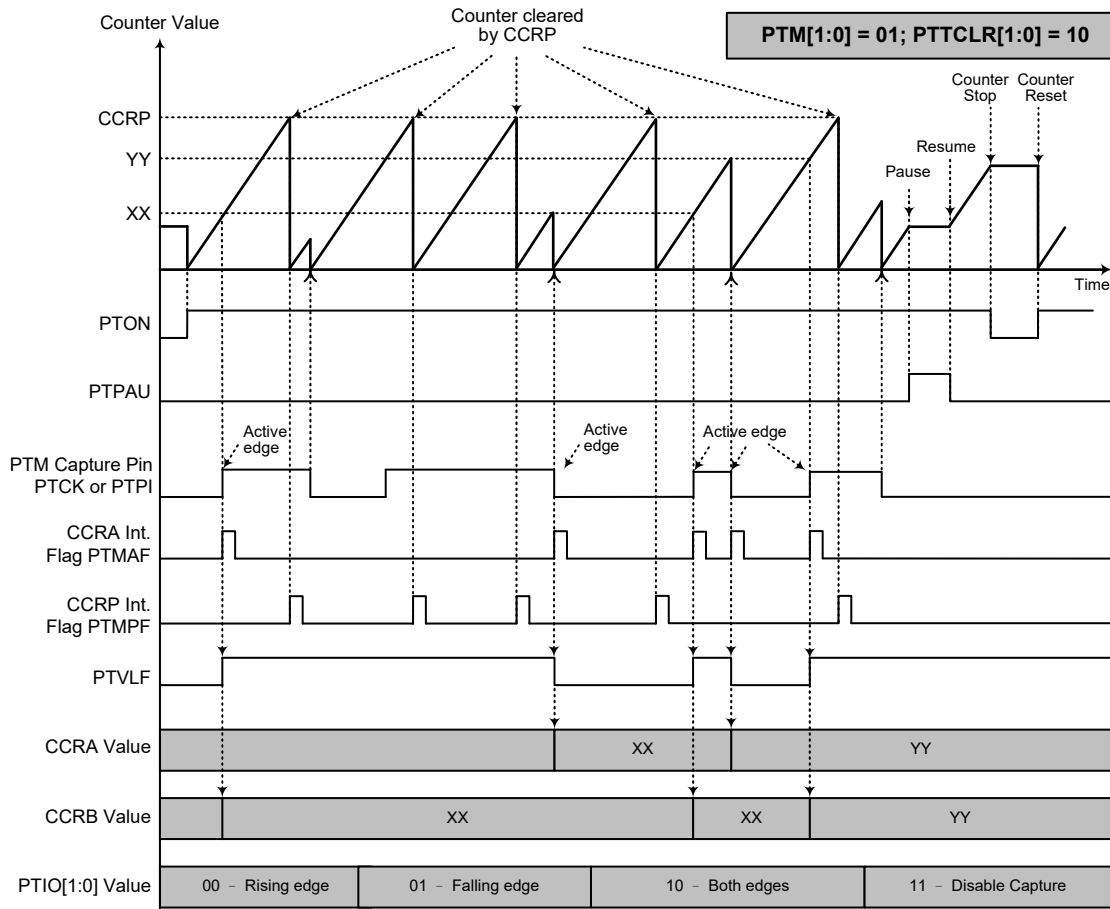 Counter Value
Counter cleared
by CCRP
PTM[1:0] = 01; PTTCLR[1:0] = 10
Counter
Stop
Counter
Reset
CCRP
YY
XX
Pause
Resume
Time
PTON
PTPAU
Active
edge
Active
edge
Active edge
PTM Capture Pin
PTCK or PTPI
CCRA Int.
Flag PTMAF
CCRP Int.
Flag PTMPF
PTVLF
CCRA Value
XX
YY
CCRB Value
XX
XX
YY
PTIO[1:0] Value
00 - Rising edge
01 - Falling edge
10 - Both edges
11 - Disable Capture